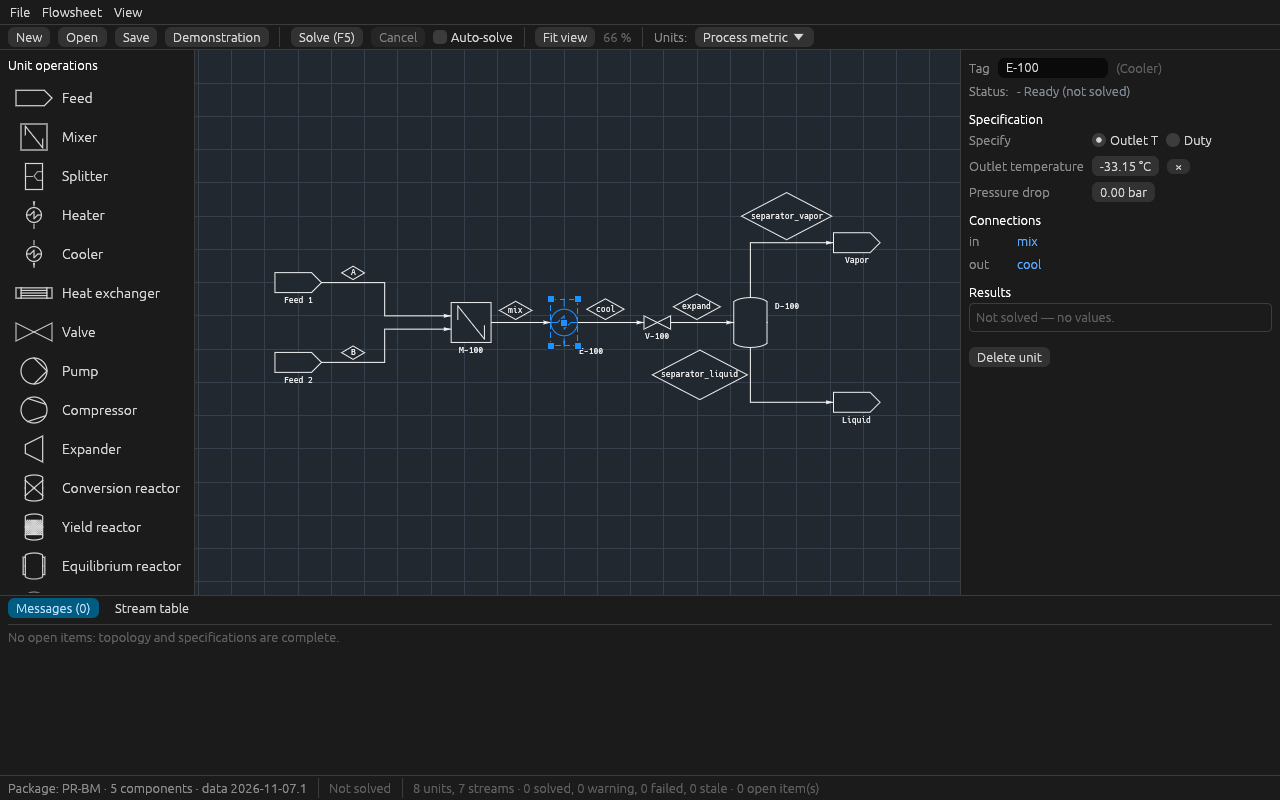 File Flowsheet View
New Open Save Demonstration Solve (F5) Cancel Auto-solve Fit view 66 % Units: Process metric
Unit operations
Feed
Mixer
Splitter
Heater
Cooler
Heat exchanger
Valve
Pump
Compressor
Expander
Conversion reactor
Yield reactor
Equilibrium reactor
separator_vapor
Vapor
A
Feed 1
mix
cool
expand
D-100
B
M-100
E-100
V-100
Feed 2
separator_liquid
Liquid
Tag E-100 (Cooler)
Status: - Ready (not solved)
Specification
Specify Outlet T Duty
Outlet temperature -33.15 °C ×
Pressure drop 0.00 bar
Connections
in mix
out cool
Results
Not solved — no values.
Delete unit
Messages (0) Stream table
No open items: topology and specifications are complete.
Package: PR-BM · 5 components · data 2026-11-07.1 Not solved 8 units, 7 streams · 0 solved, 0 warning, 0 failed, 0 stale · 0 open item(s)